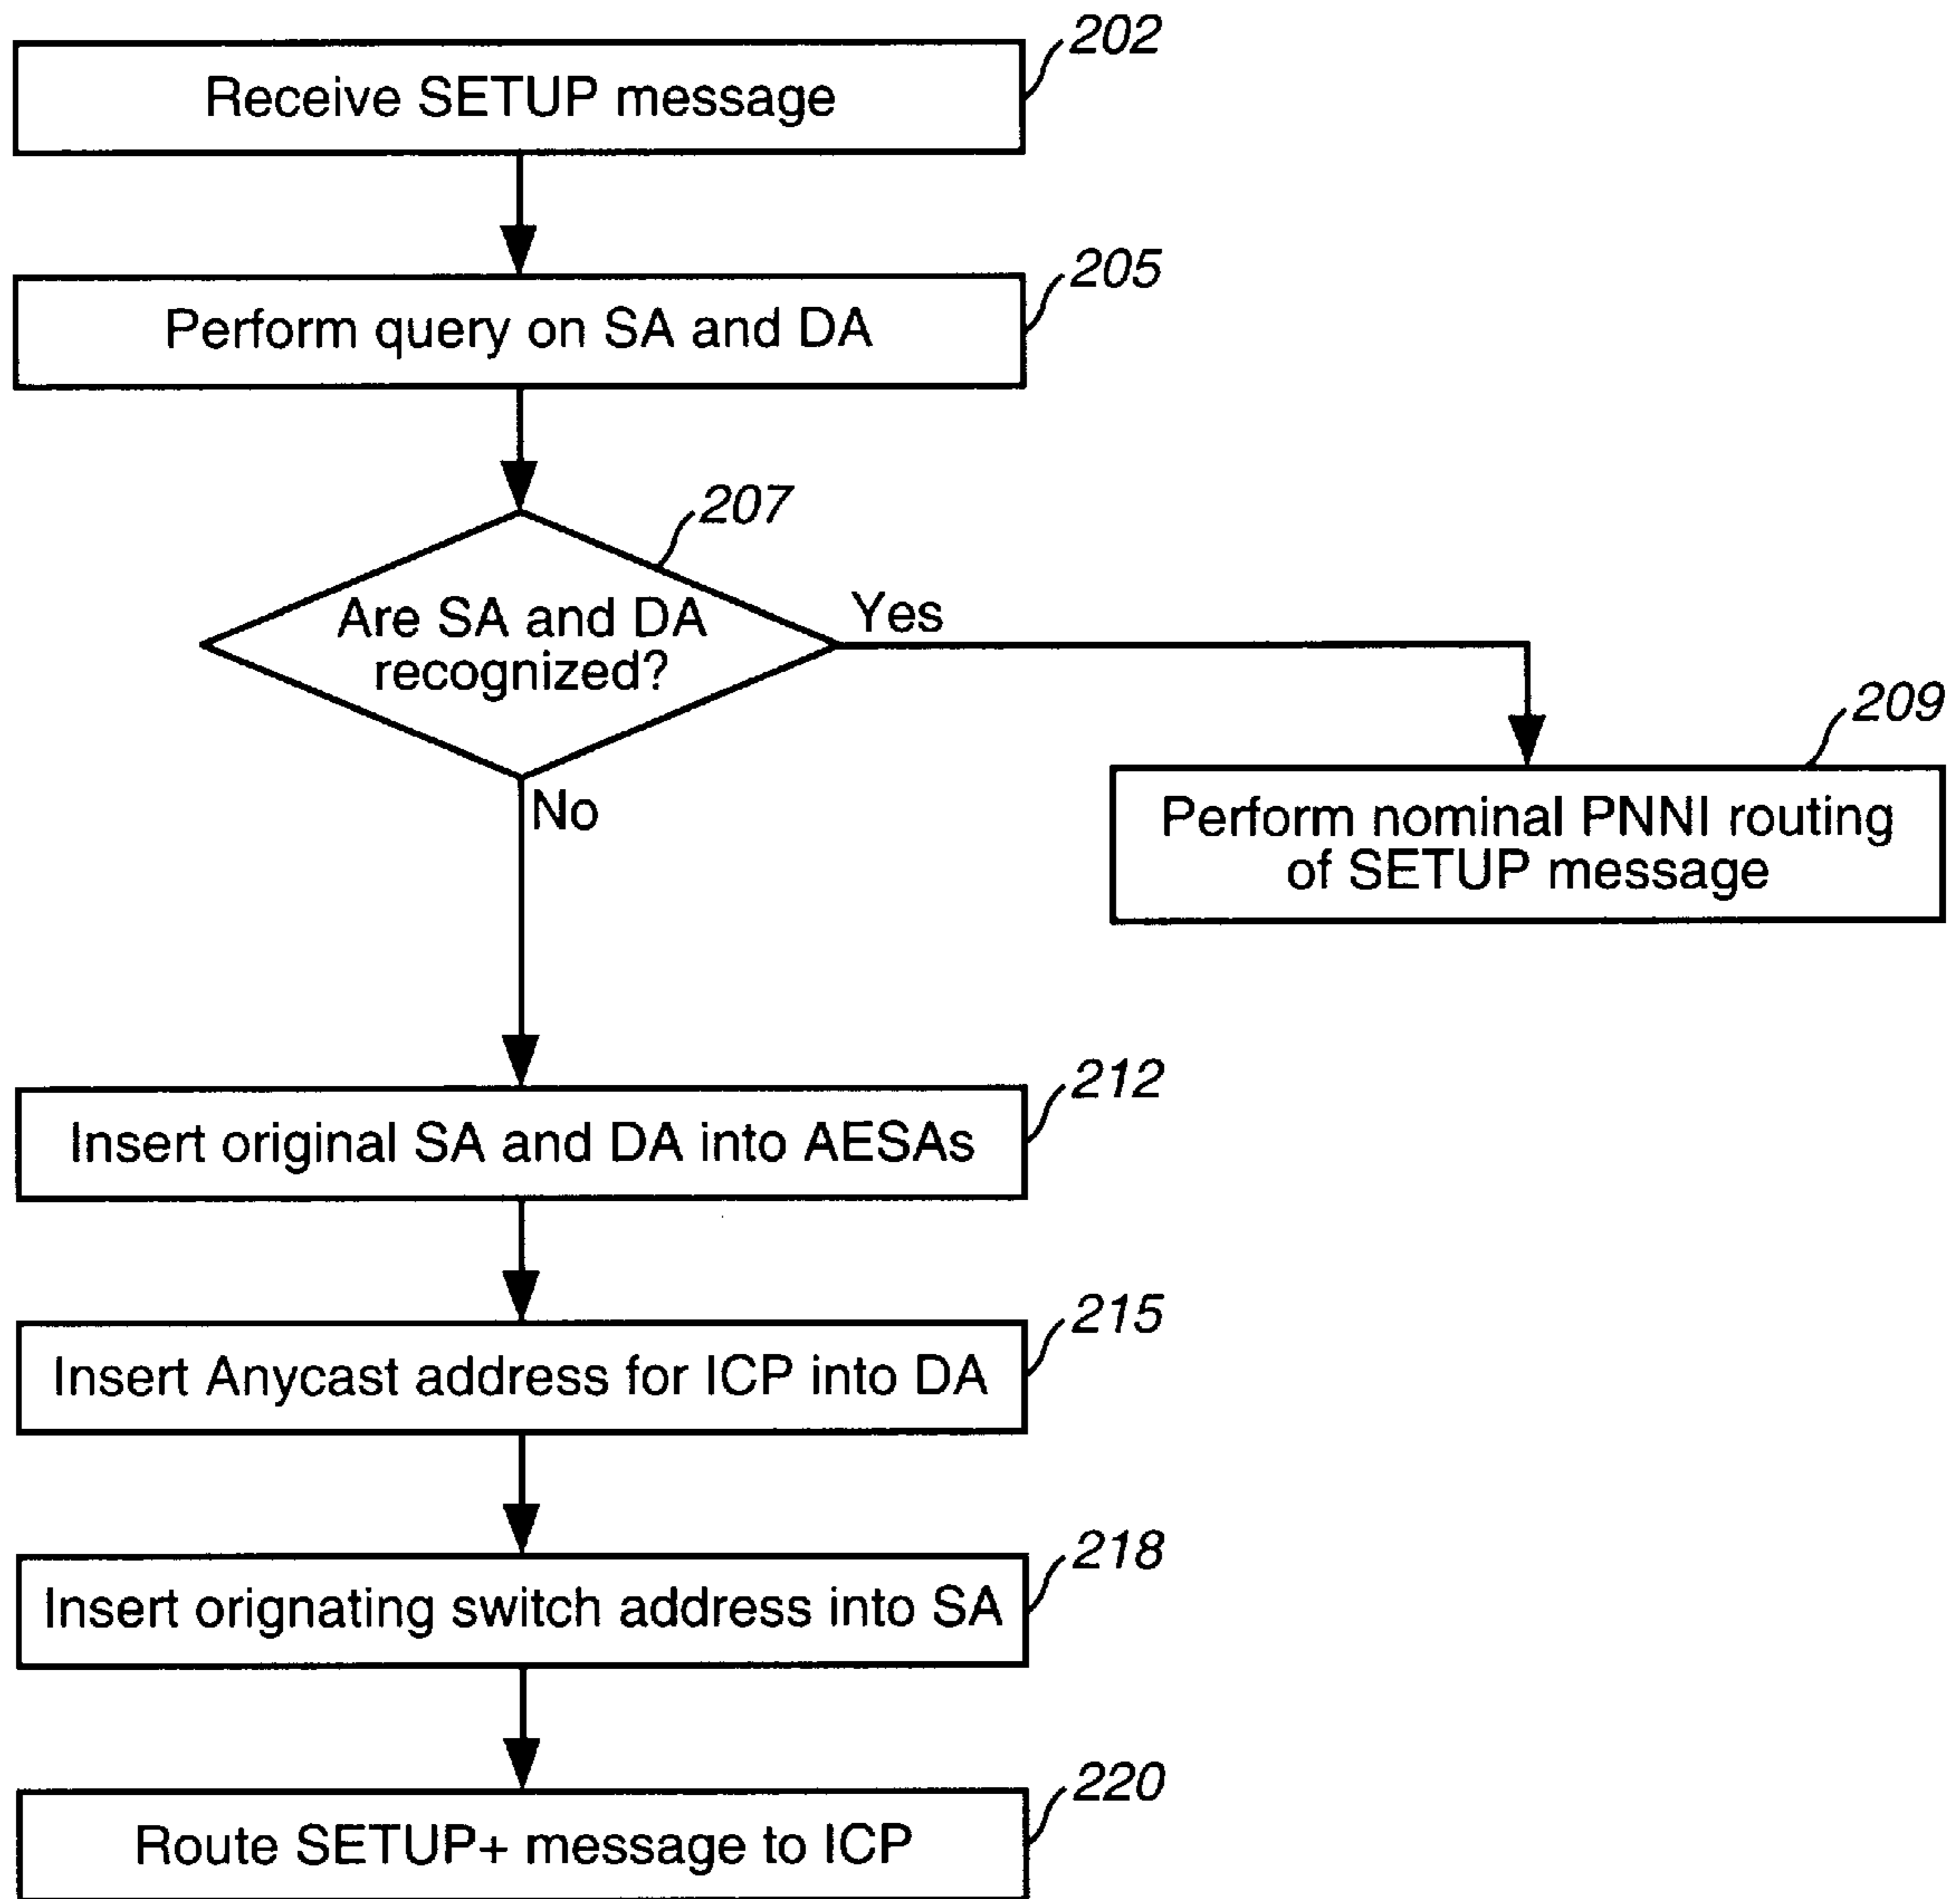 202
Receive SETUP message
205
Perform query on SA and DA
207
Are SA and DA
recognized?
Yes
No
209
Perform nominal PNNI routing
of SETUP message
212
Insert original SA and DA into AESAs
215
Insert Anycast address for ICP into DA
218
Insert orignating switch address into SA
220
Route SETUP+ message to ICP